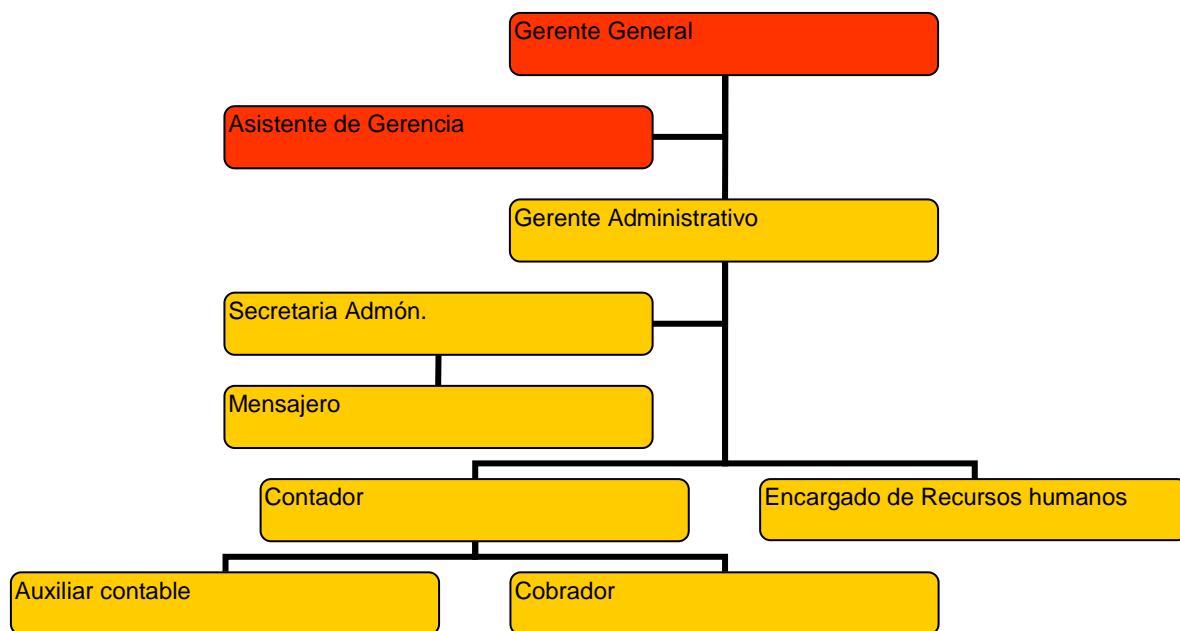 Gerente General
Asistente de Gerencia
Gerente Administrativo
Secretaria Admón.
Mensajero
Contador
Encargado de Recursos humanos
Auxiliar contable
Cobrador